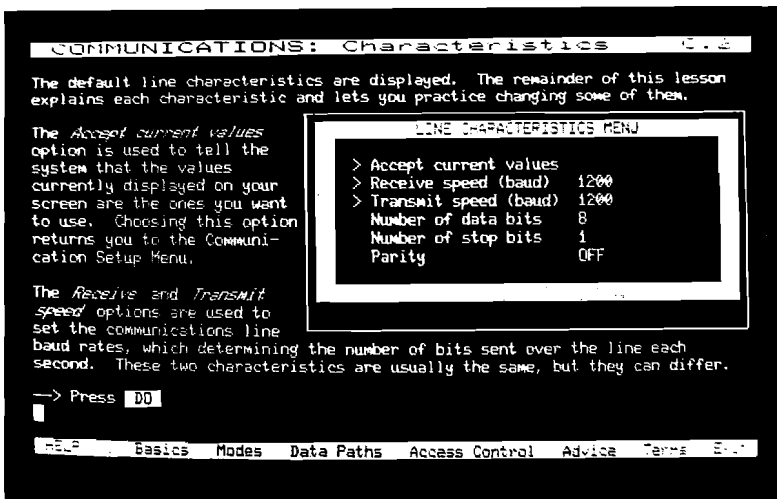 COMMUNICATIONS: Characteristics
The default line characteristics are displayed. The remainder of this lesson
explains each characteristic and lets you practice changing some of them.
The Accept current values
option is used to tell the
system that the values
currently displayed on your
screen are the ones you want
to use. Choosing this option
returns you to the Communi-
cation Setup Menu.
The Receive and Transmit
speed options are used to
set the communications line
baud rates, which determining the number of bits sent over the line each
second. These two characteristics are usually the same, but they can differ.
LINE CHARACTERISTICS MENU
> Accept current values
> Receive speed (baud) 1200
> Transmit speed (baud) 1200
Number of data bits 8
Number of stop bits 1
Parity OFF
--> Press DO
HELP Basics Modes Data Paths Access Control Advice Terms